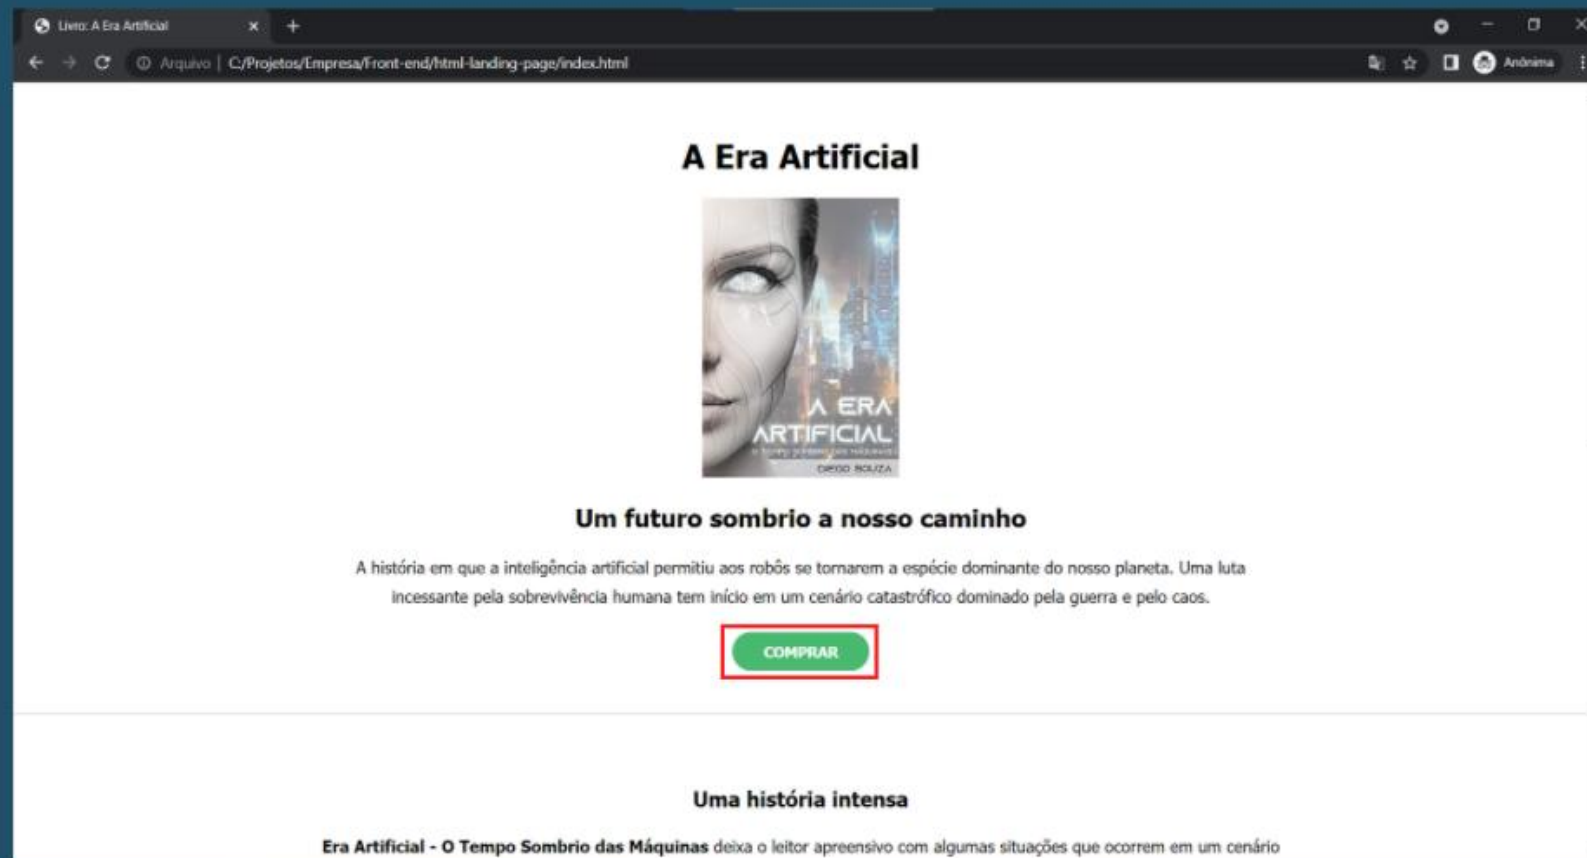 Livro: A Era Artificial
Arquivo | C:/Projetos/Empresa/Front-end/html-landing-page/index.html
Anônima
A Era Artificial
A ERA
ARTIFICIAL
O TEMPO SOMBRIO DAS MÁQUINAS
DIEGO SOUZA
Um futuro sombrio a nosso caminho
A história em que a inteligência artificial permitiu aos robôs se tornarem a espécie dominante do nosso planeta. Uma luta
incessante pela sobrevivência humana tem início em um cenário catastrófico dominado pela guerra e pelo caos.
COMPRAR
Uma história intensa
Era Artificial - O Tempo Sombrio das Máquinas deixa o leitor apreensivo com algumas situações que ocorrem em um cenário